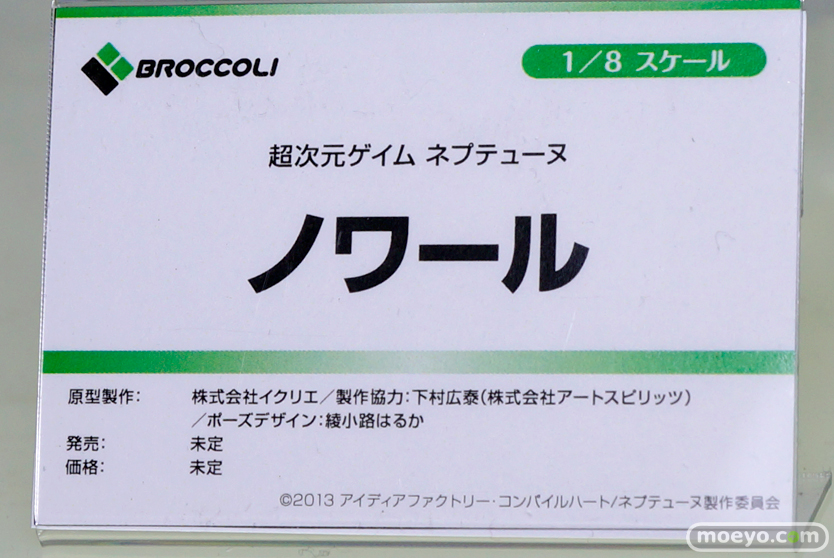 BROCCOLI
1/8 スケール
超次元ゲイム ネプテューヌ
ノワール
原型製作： 株式会社イクリエ／製作協力：下村広泰（株式会社アートスピリッツ）
／ポーズデザイン：綾小路はるか
発売： 未定
価格： 未定
©2013 アイディアファクトリー・コンパイルハート/ネプテューヌ製作委員会
moeyo.com